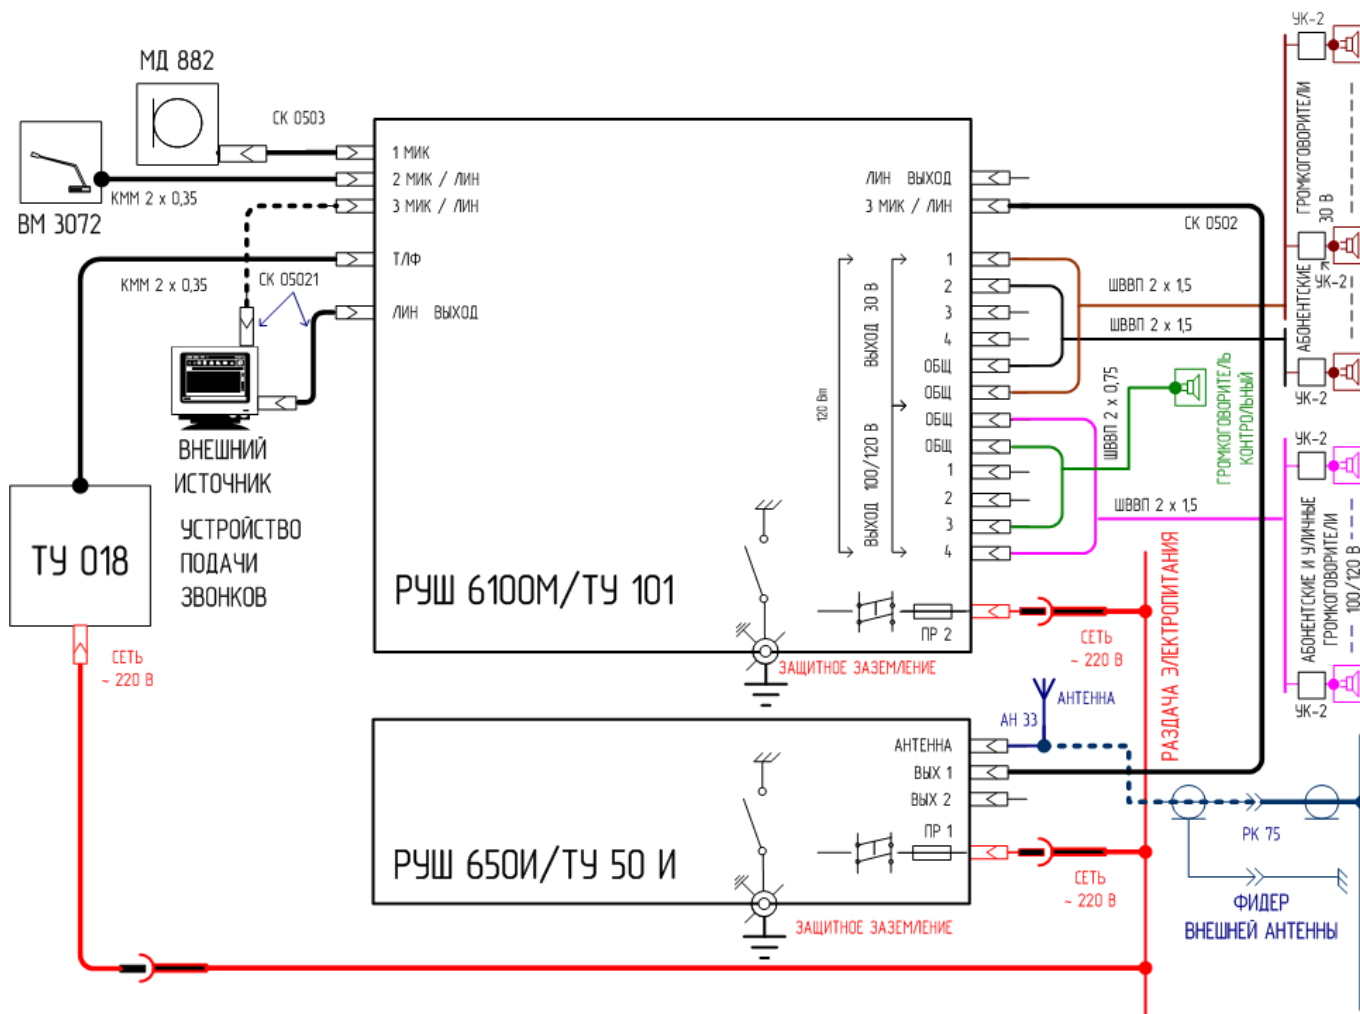 МД 882
СК 0503
ВМ 3072
КММ 2 х 0,35
КММ 2 х 0,35
СК 05021
ВНЕШНИЙ
ИСТОЧНИК
УСТРОЙСТВО
ПОДАЧИ
ЗВОНКОВ
ТУ 018
СЕТЬ
~ 220 В
1 МИК
2 МИК / ЛИН
3 МИК / ЛИН
Т/1Ф
ЛИН ВЫХОД
РУШ 6100М/ТУ 101
ЛИН ВЫХОД
3 МИК / ЛИН
120 Вт
ВЫХОД 30 В
ВЫХОД 100/120 В
1
2
3
4
ОБЩ
ОБЩ
ОБЩ
ОБЩ
1
2
3
4
ПР 2
ЗАЩИТНОЕ ЗАЗЕМЛЕНИЕ
СЕТЬ
~ 220 В
СК 0502
ШВВП 2 х 1,5
ШВВП 2 х 1,5
ШВВП 2 х 0,75
ШВВП 2 х 1,5
ГРОМКОГОВОРИТЕЛЬ
КОНТРОЛЬНЫЙ
УК-2
АБОНЕНТСКИЕ ГРОМКОГОВОРИТЕЛИ
30 В
УК-2
УК-2
УК-2
АБОНЕНТСКИЕ И УЛИЧНЫЕ
ГРОМКОГОВОРИТЕЛИ
100/120 В
УК-2
РАЗДАЧА ЭЛЕКТРОПИТАНИЯ
АНТЕННА
АН 33
АНТЕННА
ВЫХ 1
ВЫХ 2
ПР 1
РУШ 650И/ТУ 50 И
ЗАЩИТНОЕ ЗАЗЕМЛЕНИЕ
СЕТЬ
~ 220 В
РК 75
ФИДЕР
ВНЕШНЕЙ АНТЕННЫ